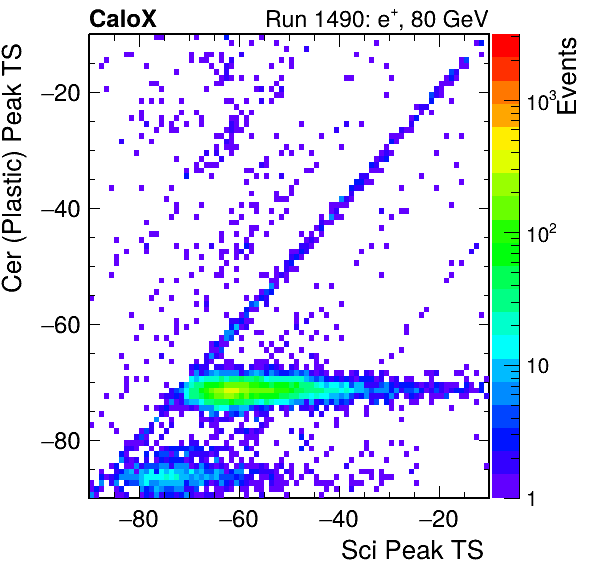 CaloX Run 1490: e⁺, 80 GeV
Cer (Plastic) Peak TS
−20
−40
−60
−80
−80 −60 −40 −20
Sci Peak TS
Events
10³
10²
10
1